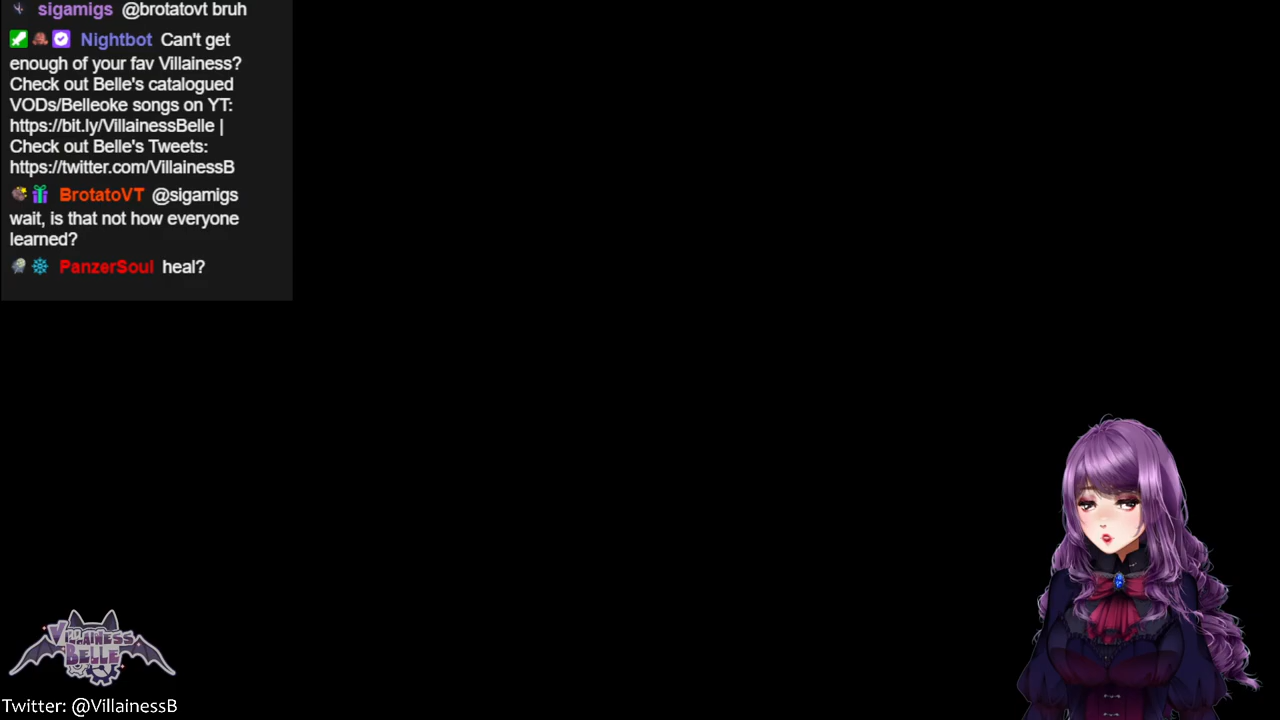 sigamigs @brotatovt bruh
Nightbot Can't get
enough of your fav Villainess?
Check out Belle's catalogued
VODs/Belleoke songs on YT:
https://bit.ly/VillainessBelle |
Check out Belle's Tweets:
https://twitter.com/VillainessB
BrotatoVT @sigamigs
wait, is that not how everyone
learned?
PanzerSoul heal?
VILLAINESS
BELLE
Twitter: @VillainessB